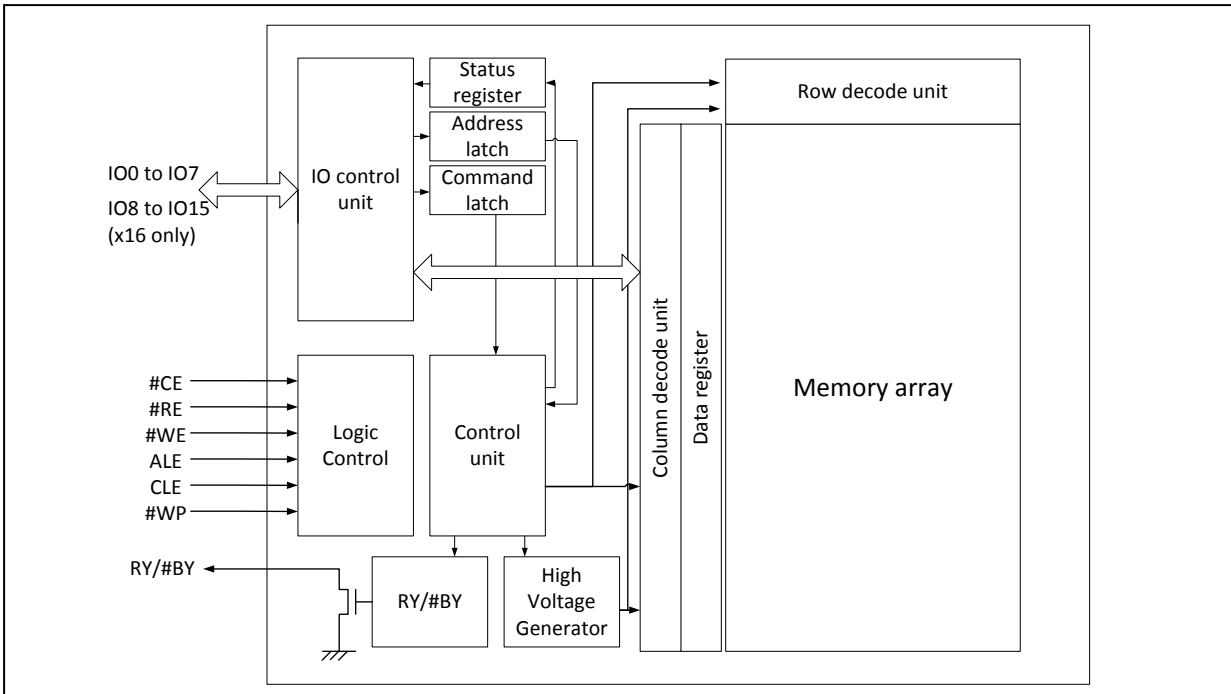 Status
register
Row decode unit
Address
latch
IO0 to IO7
IO control
unit
Command
latch
IO8 to IO15
(x16 only)
Column decode unit
Data register
Memory array
#CE
#RE
#WE
ALE
CLE
#WP
Logic
Control
Control
unit
RY/#BY
RY/#BY
High
Voltage
Generator